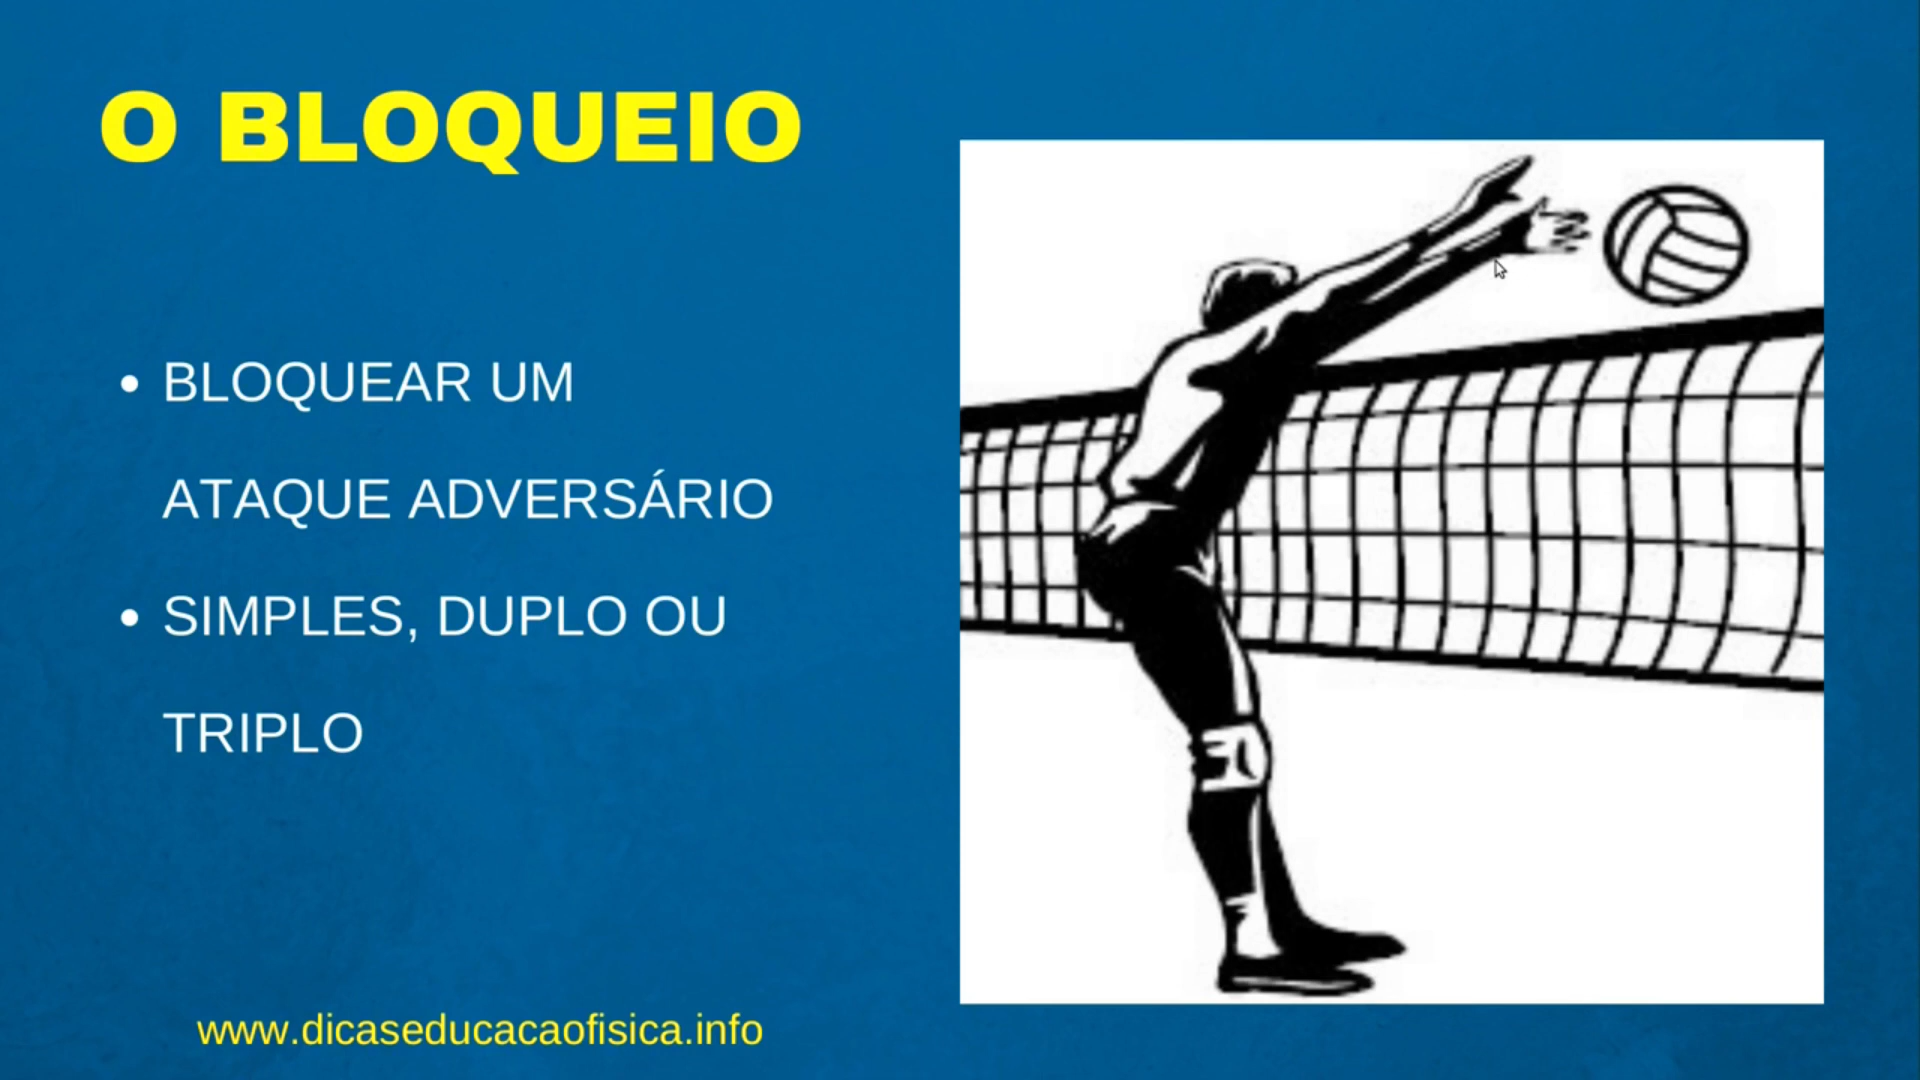 O BLOQUEIO
• BLOQUEAR UM
ATAQUE ADVERSÁRIO
• SIMPLES, DUPLO OU
TRIPLO
www.dicaseducacaofisica.info